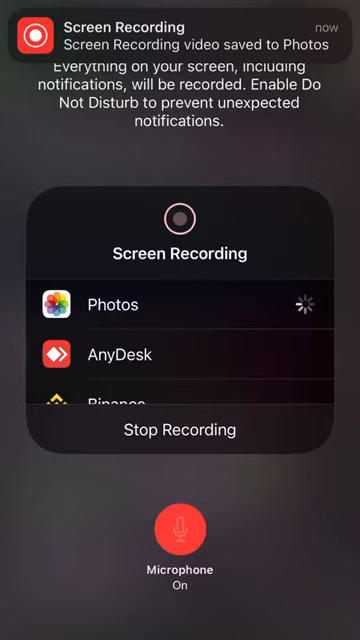 Screen Recording
now
Screen Recording video saved to Photos
Everything on your screen, including
notifications, will be recorded. Enable Do
Not Disturb to prevent unexpected
notifications.
Screen Recording
Photos
AnyDesk
Binance
Stop Recording
Microphone
On